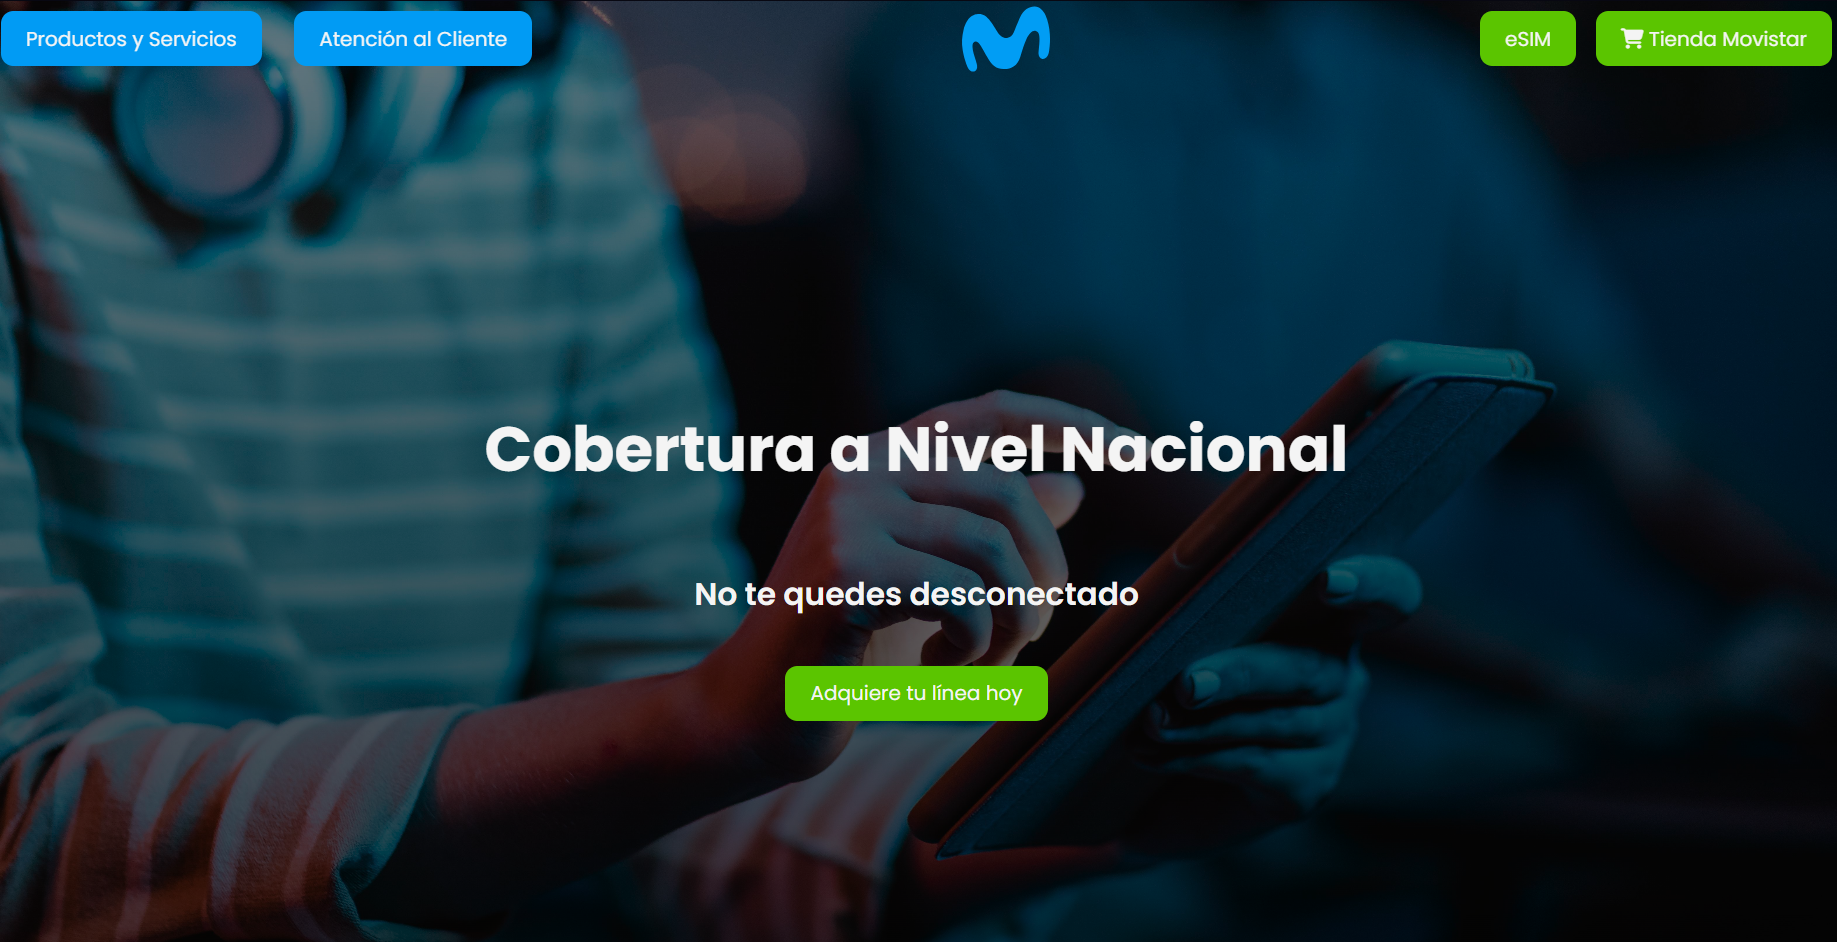 Productos y Servicios
Atención al Cliente
eSIM
Tienda Movistar
Cobertura a Nivel Nacional
No te quedes desconectado
Adquiere tu línea hoy